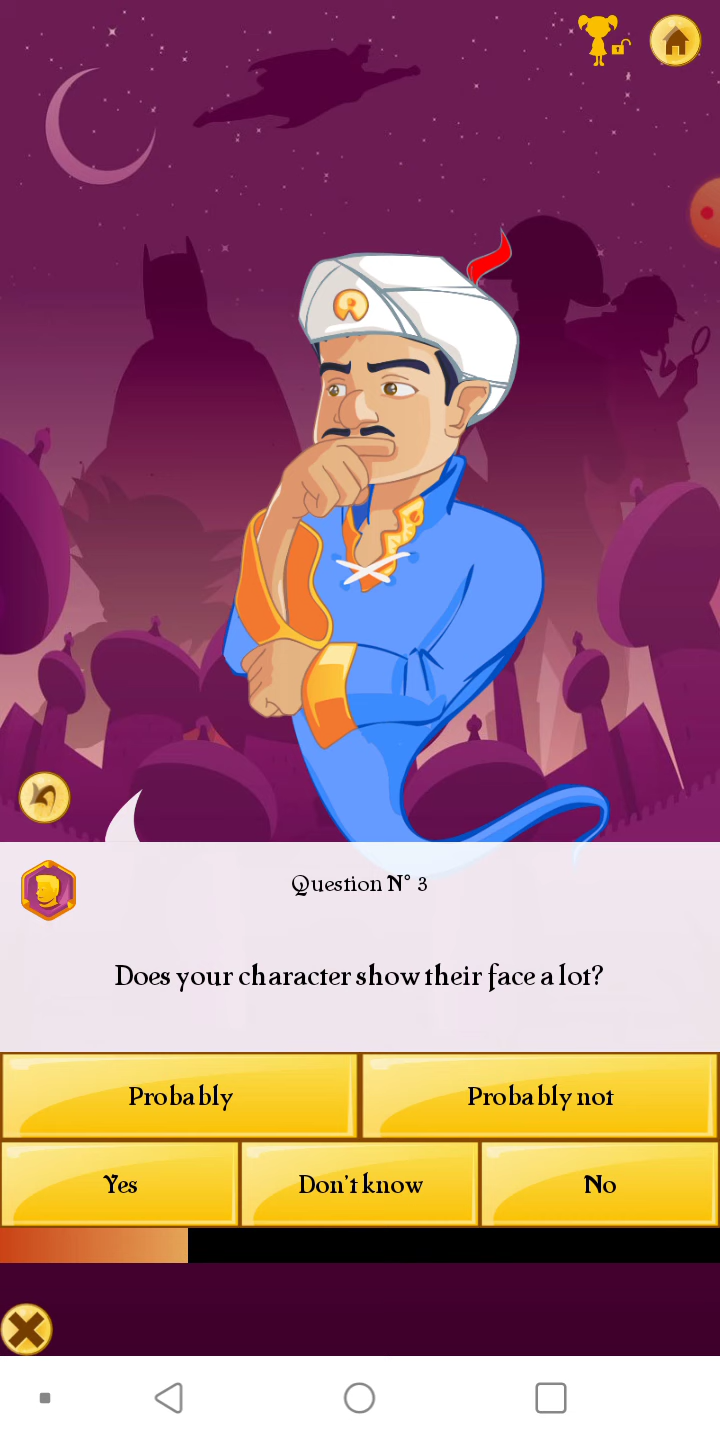 Question N° 3
Does your character show their face a lot?
Probably
Probably not
Yes
Don't know
No